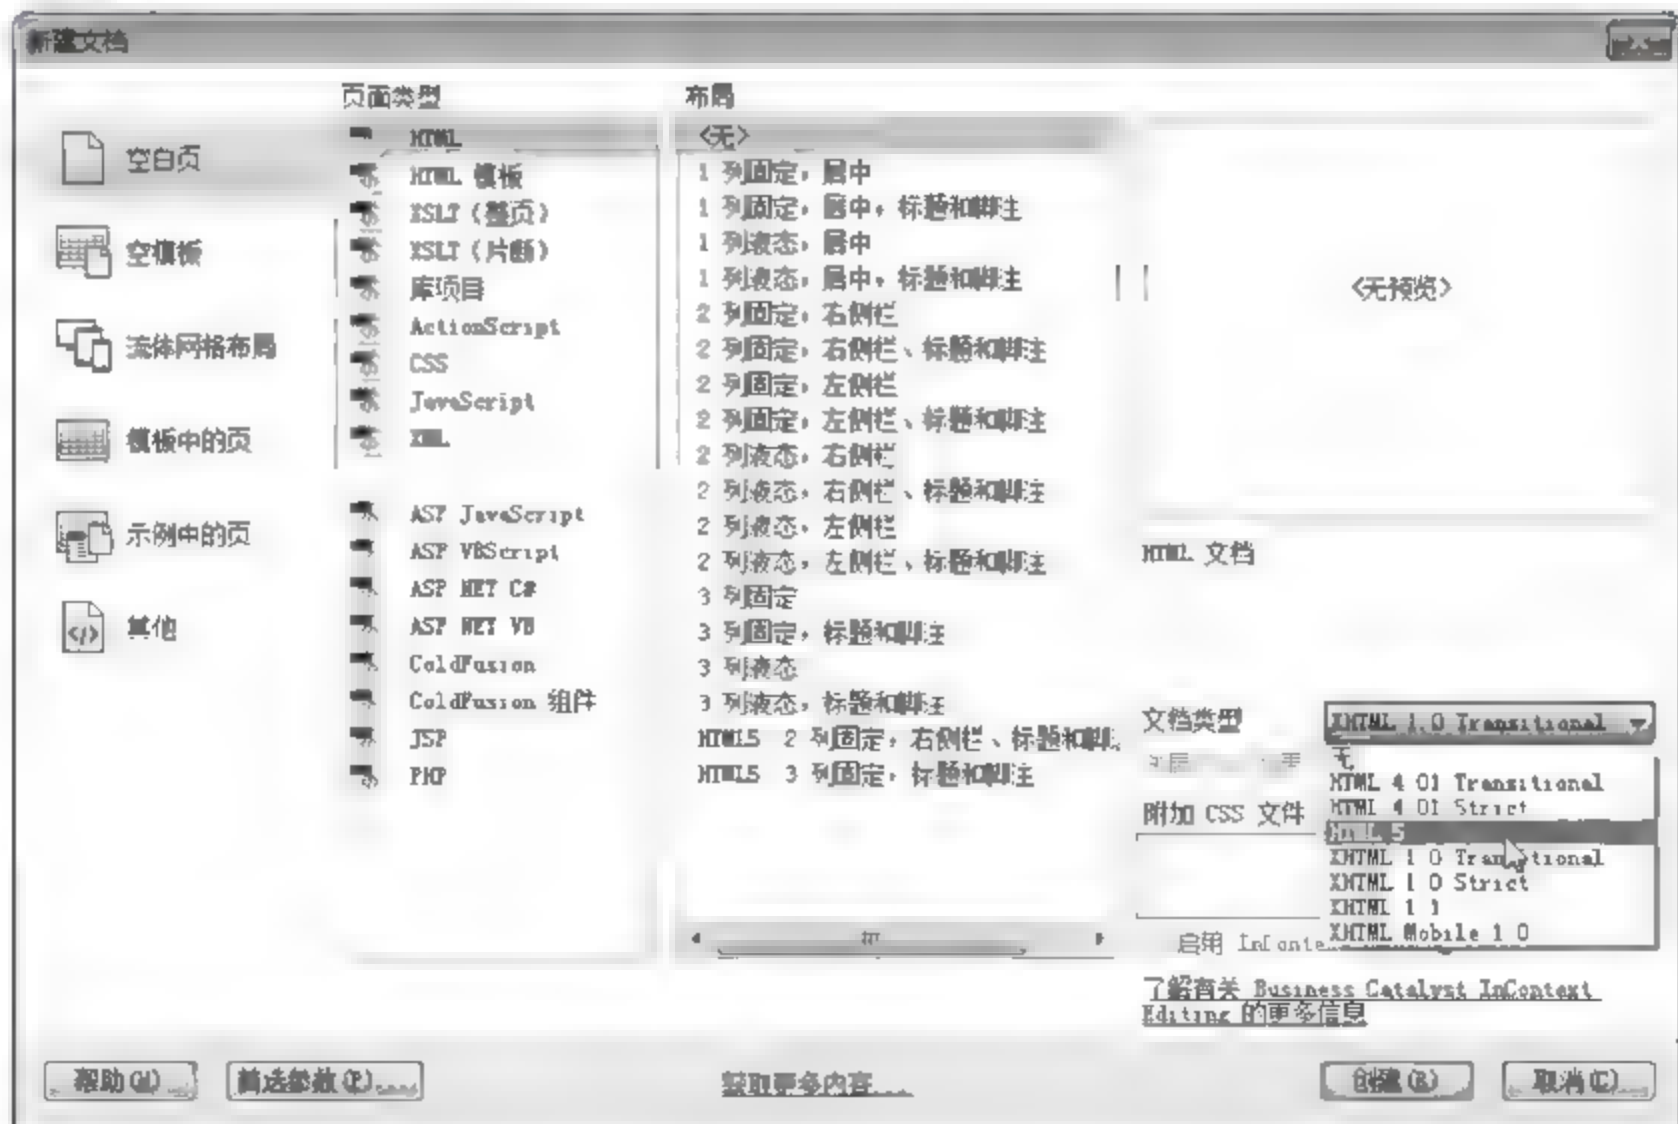 新建文档
空白页
空模板
流体网格布局
模板中的页
示例中的页
其他
页面类型
HTML
HTML 模板
XSLT（整页）
XSLT（片断）
库项目
ActionScript
CSS
JavaScript
XML
ASP JavaScript
ASP VBScript
ASP NET C#
ASP NET VB
ColdFusion
ColdFusion 组件
JSP
PHP
布局
<无>
1 列固定，居中
1 列固定，居中，标题和脚注
1 列液态，居中
1 列液态，居中，标题和脚注
2 列固定，右侧栏
2 列固定，右侧栏、标题和脚注
2 列固定，左侧栏
2 列固定，左侧栏、标题和脚注
2 列液态，右侧栏
2 列液态，右侧栏、标题和脚注
2 列液态，左侧栏
2 列液态，左侧栏、标题和脚注
3 列固定
3 列固定，标题和脚注
3 列液态
3 列液态，标题和脚注
HTML5 2 列固定，右侧栏、标题和脚
HTML5 3 列固定，标题和脚注
<无预览>
HTML 文档
文档类型
XHTML 1.0 Transitional
无
HTML 4 01 Transitional
HTML 4 01 Strict
HTML 5
XHTML 1 0 Transitional
XHTML 1 0 Strict
XHTML 1 1
XHTML Mobile 1 0
附加 CSS 文件
启用 InConte
了解有关 Business Catalyst InContext
Editing 的更多信息
帮助(H)
首选参数(P)...
获取更多内容...
创建(R)
取消(C)